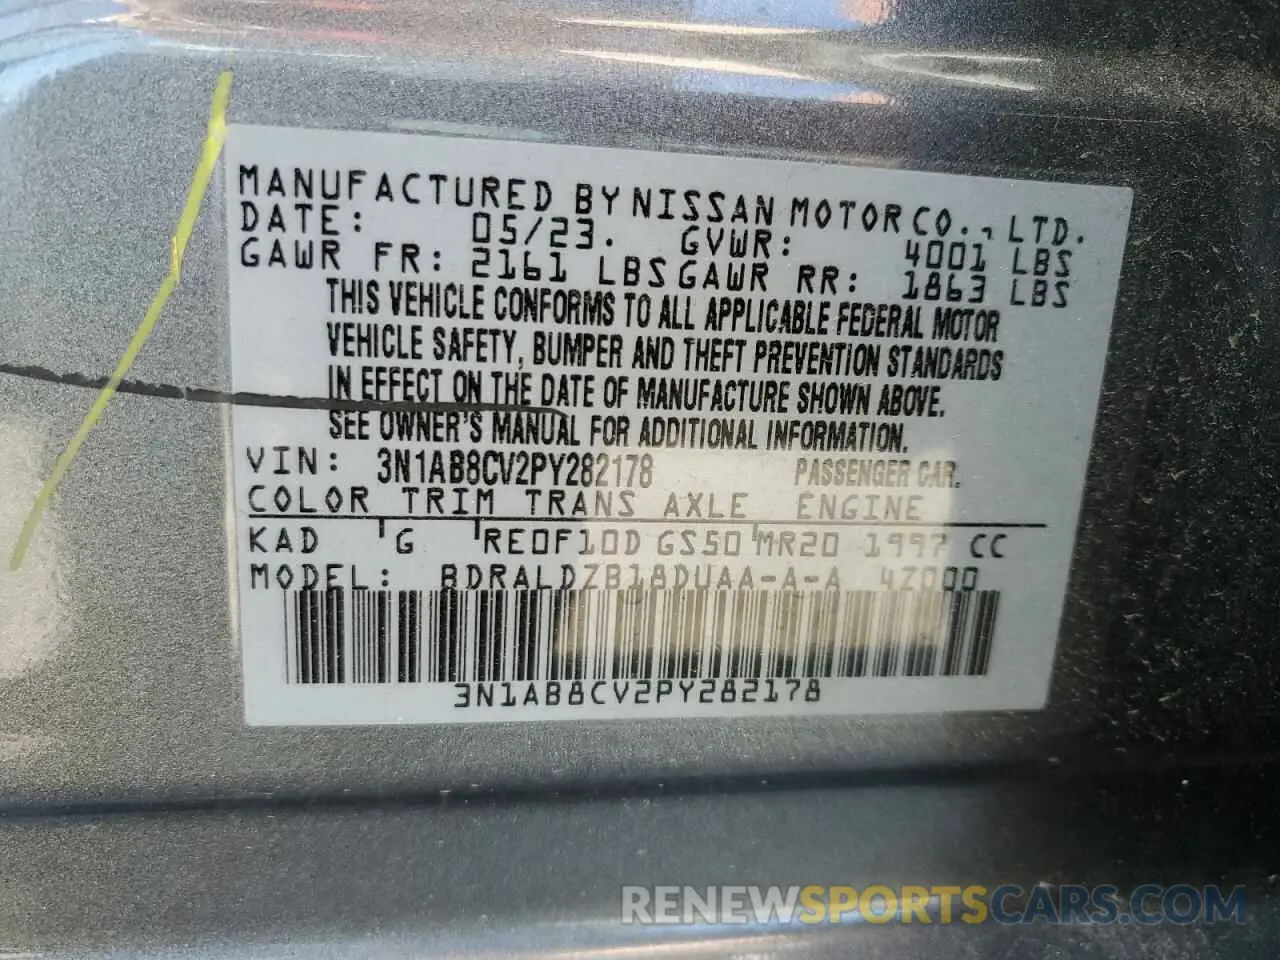 MANUFACTURED BY NISSAN MOTOR CO., LTD.
DATE: 05/23. GVWR: 4001 LBS
GAWR FR: 2161 LBS GAWR RR: 1863 LBS
THIS VEHICLE CONFORMS TO ALL APPLICABLE FEDERAL MOTOR
VEHICLE SAFETY, BUMPER AND THEFT PREVENTION STANDARDS
IN EFFECT ON THE DATE OF MANUFACTURE SHOWN ABOVE.
SEE OWNER'S MANUAL FOR ADDITIONAL INFORMATION.
VIN: 3N1AB8CV2PY282178 PASSENGER CAR.
COLOR TRIM TRANS AXLE ENGINE
KAD G RE0F10D GS50 MR20 1997 CC
MODEL: BDRALDZB18DUAA-A-A 4Z000
3N1AB8CV2PY282178
RENEWSPORTSCARS.COM